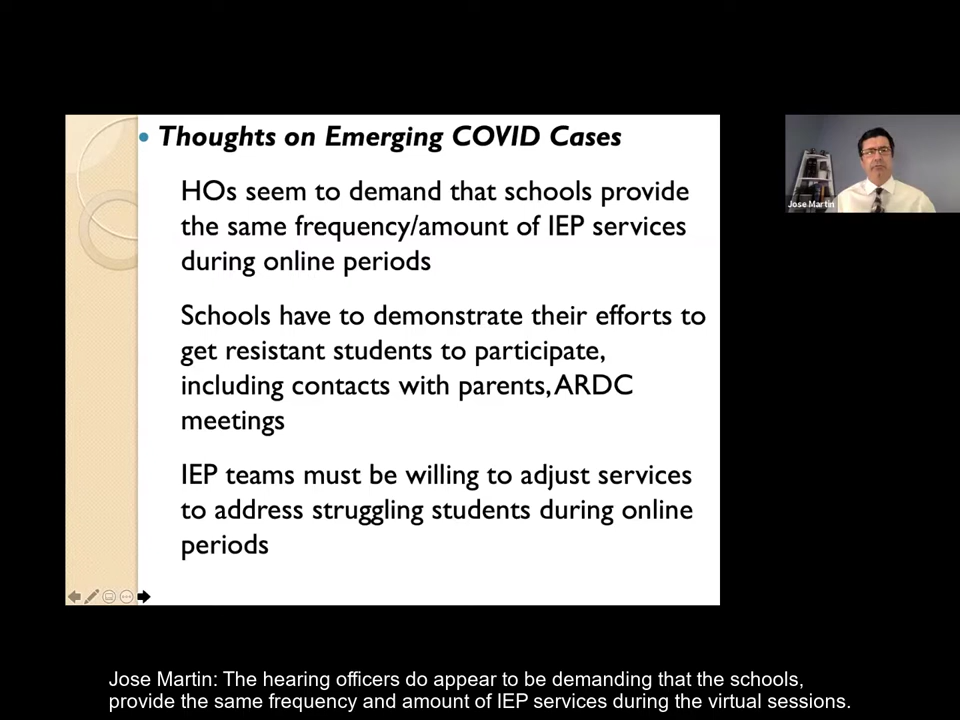 Thoughts on Emerging COVID Cases
HOs seem to demand that schools provide
the same frequency/amount of IEP services
during online periods
Schools have to demonstrate their efforts to
get resistant students to participate,
including contacts with parents, ARDC
meetings
IEP teams must be willing to adjust services
to address struggling students during online
periods
Jose Martin
Jose Martin: The hearing officers do appear to be demanding that the schools,
provide the same frequency and amount of IEP services during the virtual sessions.